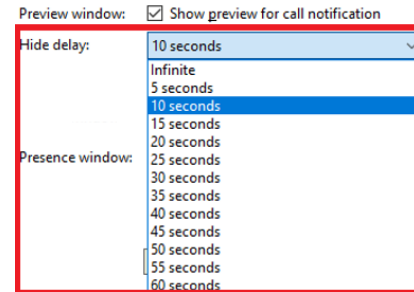 Preview window: Show preview for call notification
Hide delay: 10 seconds
Infinite
5 seconds
10 seconds
15 seconds
20 seconds
Presence window: 25 seconds
30 seconds
35 seconds
40 seconds
45 seconds
50 seconds
55 seconds
60 seconds